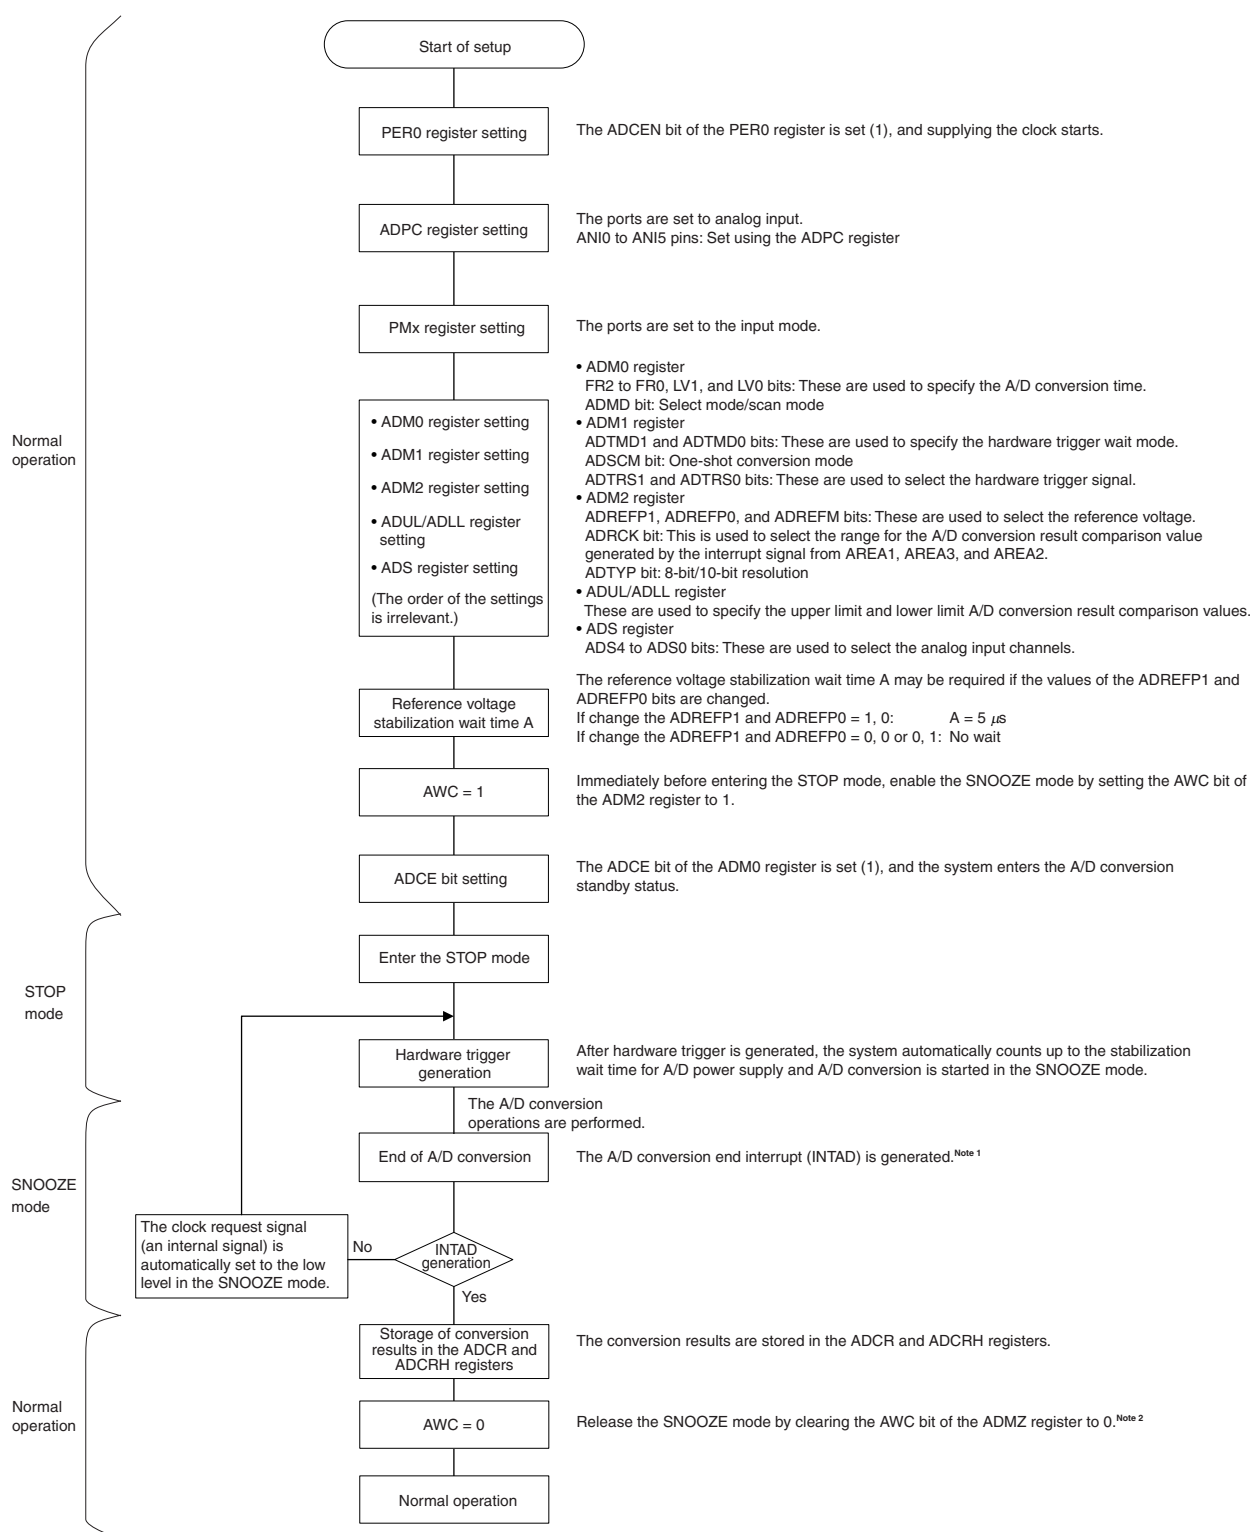 Start of setup
PER0 register setting
The ADCEN bit of the PER0 register is set (1), and supplying the clock starts.
ADPC register setting
The ports are set to analog input.
ANI0 to ANI5 pins: Set using the ADPC register
PMx register setting
The ports are set to the input mode.
Normal
operation
• ADM0 register setting
• ADM1 register setting
• ADM2 register setting
• ADUL/ADLL register
setting
• ADS register setting
(The order of the settings
is irrelevant.)
• ADM0 register
FR2 to FR0, LV1, and LV0 bits: These are used to specify the A/D conversion time.
ADMD bit: Select mode/scan mode
• ADM1 register
ADTMD1 and ADTMD0 bits: These are used to specify the hardware trigger wait mode.
ADSCM bit: One-shot conversion mode
ADTRS1 and ADTRS0 bits: These are used to select the hardware trigger signal.
• ADM2 register
ADREFP1, ADREFP0, and ADREFM bits: These are used to select the reference voltage.
ADRCK bit: This is used to select the range for the A/D conversion result comparison value
generated by the interrupt signal from AREA1, AREA3, and AREA2.
ADTYP bit: 8-bit/10-bit resolution
• ADUL/ADLL register
These are used to specify the upper limit and lower limit A/D conversion result comparison values.
• ADS register
ADS4 to ADS0 bits: These are used to select the analog input channels.
Reference voltage
stabilization wait time A
The reference voltage stabilization wait time A may be required if the values of the ADREFP1 and
ADREFP0 bits are changed.
If change the ADREFP1 and ADREFP0 = 1, 0: A = 5 μs
If change the ADREFP1 and ADREFP0 = 0, 0 or 0, 1: No wait
AWC = 1
Immediately before entering the STOP mode, enable the SNOOZE mode by setting the AWC bit of
the ADM2 register to 1.
ADCE bit setting
The ADCE bit of the ADM0 register is set (1), and the system enters the A/D conversion
standby status.
Enter the STOP mode
STOP
mode
Hardware trigger
generation
After hardware trigger is generated, the system automatically counts up to the stabilization
wait time for A/D power supply and A/D conversion is started in the SNOOZE mode.
The A/D conversion
operations are performed.
End of A/D conversion
The A/D conversion end interrupt (INTAD) is generated.Note 1
SNOOZE
mode
The clock request signal
(an internal signal) is
automatically set to the low
level in the SNOOZE mode.
No
INTAD
generation
Yes
Storage of conversion
results in the ADCR and
ADCRH registers
The conversion results are stored in the ADCR and ADCRH registers.
Normal
operation
AWC = 0
Release the SNOOZE mode by clearing the AWC bit of the ADMZ register to 0.Note 2
Normal operation